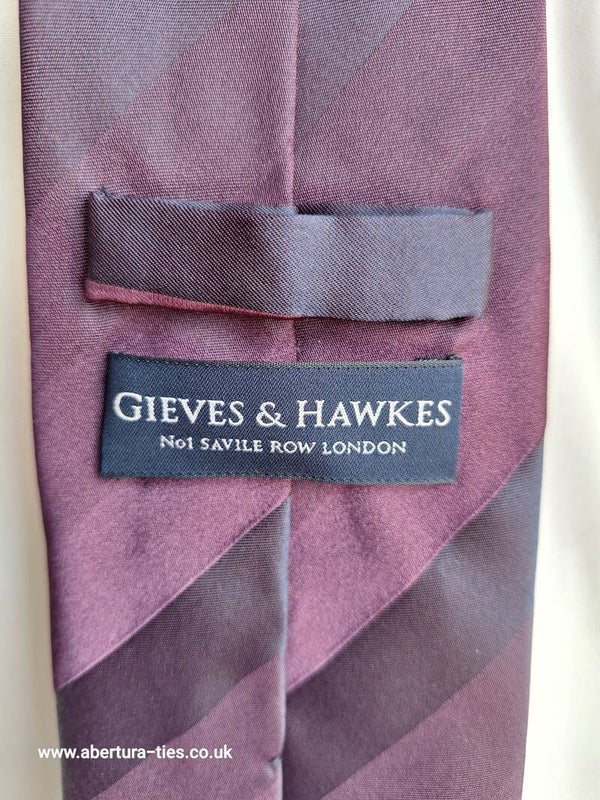 GIEVES & HAWKES
No1 SAVILE ROW LONDON
www.abertura-ties.co.uk